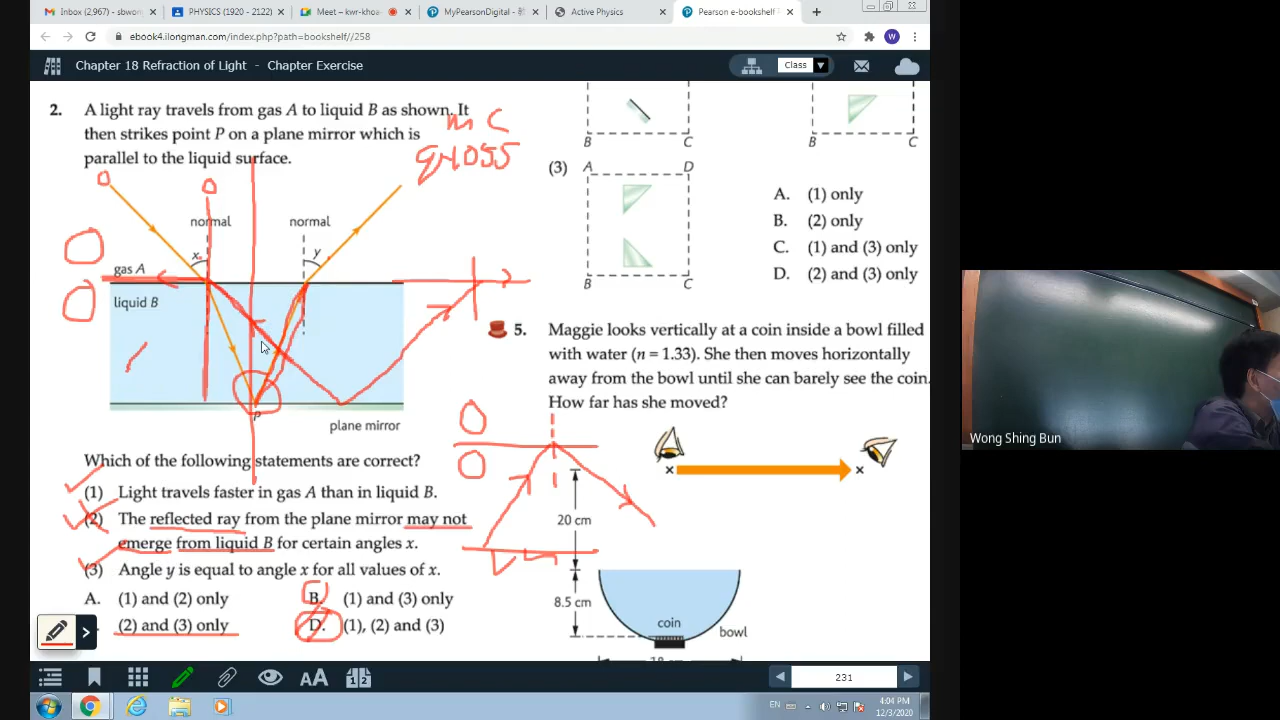 M Inbox (2,967) - sbwong
PHYSICS (1920 - 2122)
Meet – kwr-khoa
MyPearsonDigital -
Active Physics
Pearson e-bookshelf
ebook4.ilongman.com/index.php?path=bookshelf//258
W
Chapter 18 Refraction of Light - Chapter Exercise
Class
2. A light ray travels from gas A to liquid B as shown. It
then strikes point P on a plane mirror which is
parallel to the liquid surface.
m c
normal
normal
x
y
gas A
liquid B
P
plane mirror
Which of the following statements are correct?
(1) Light travels faster in gas A than in liquid B.
(2) The reflected ray from the plane mirror may not
emerge from liquid B for certain angles x.
(3) Angle y is equal to angle x for all values of x.
A. (1) and (2) only
B. (1) and (3) only
(2) and (3) only
D. (1), (2) and (3)
B C
B C
(3) A D
B C
A. (1) only
B. (2) only
C. (1) and (3) only
D. (2) and (3) only
5. Maggie looks vertically at a coin inside a bowl filled
with water (n = 1.33). She then moves horizontally
away from the bowl until she can barely see the coin.
How far has she moved?
20 cm
8.5 cm
coin
bowl
18 cm
AA
231
EN
4:04 PM
12/3/2020
Wong Shing Bun